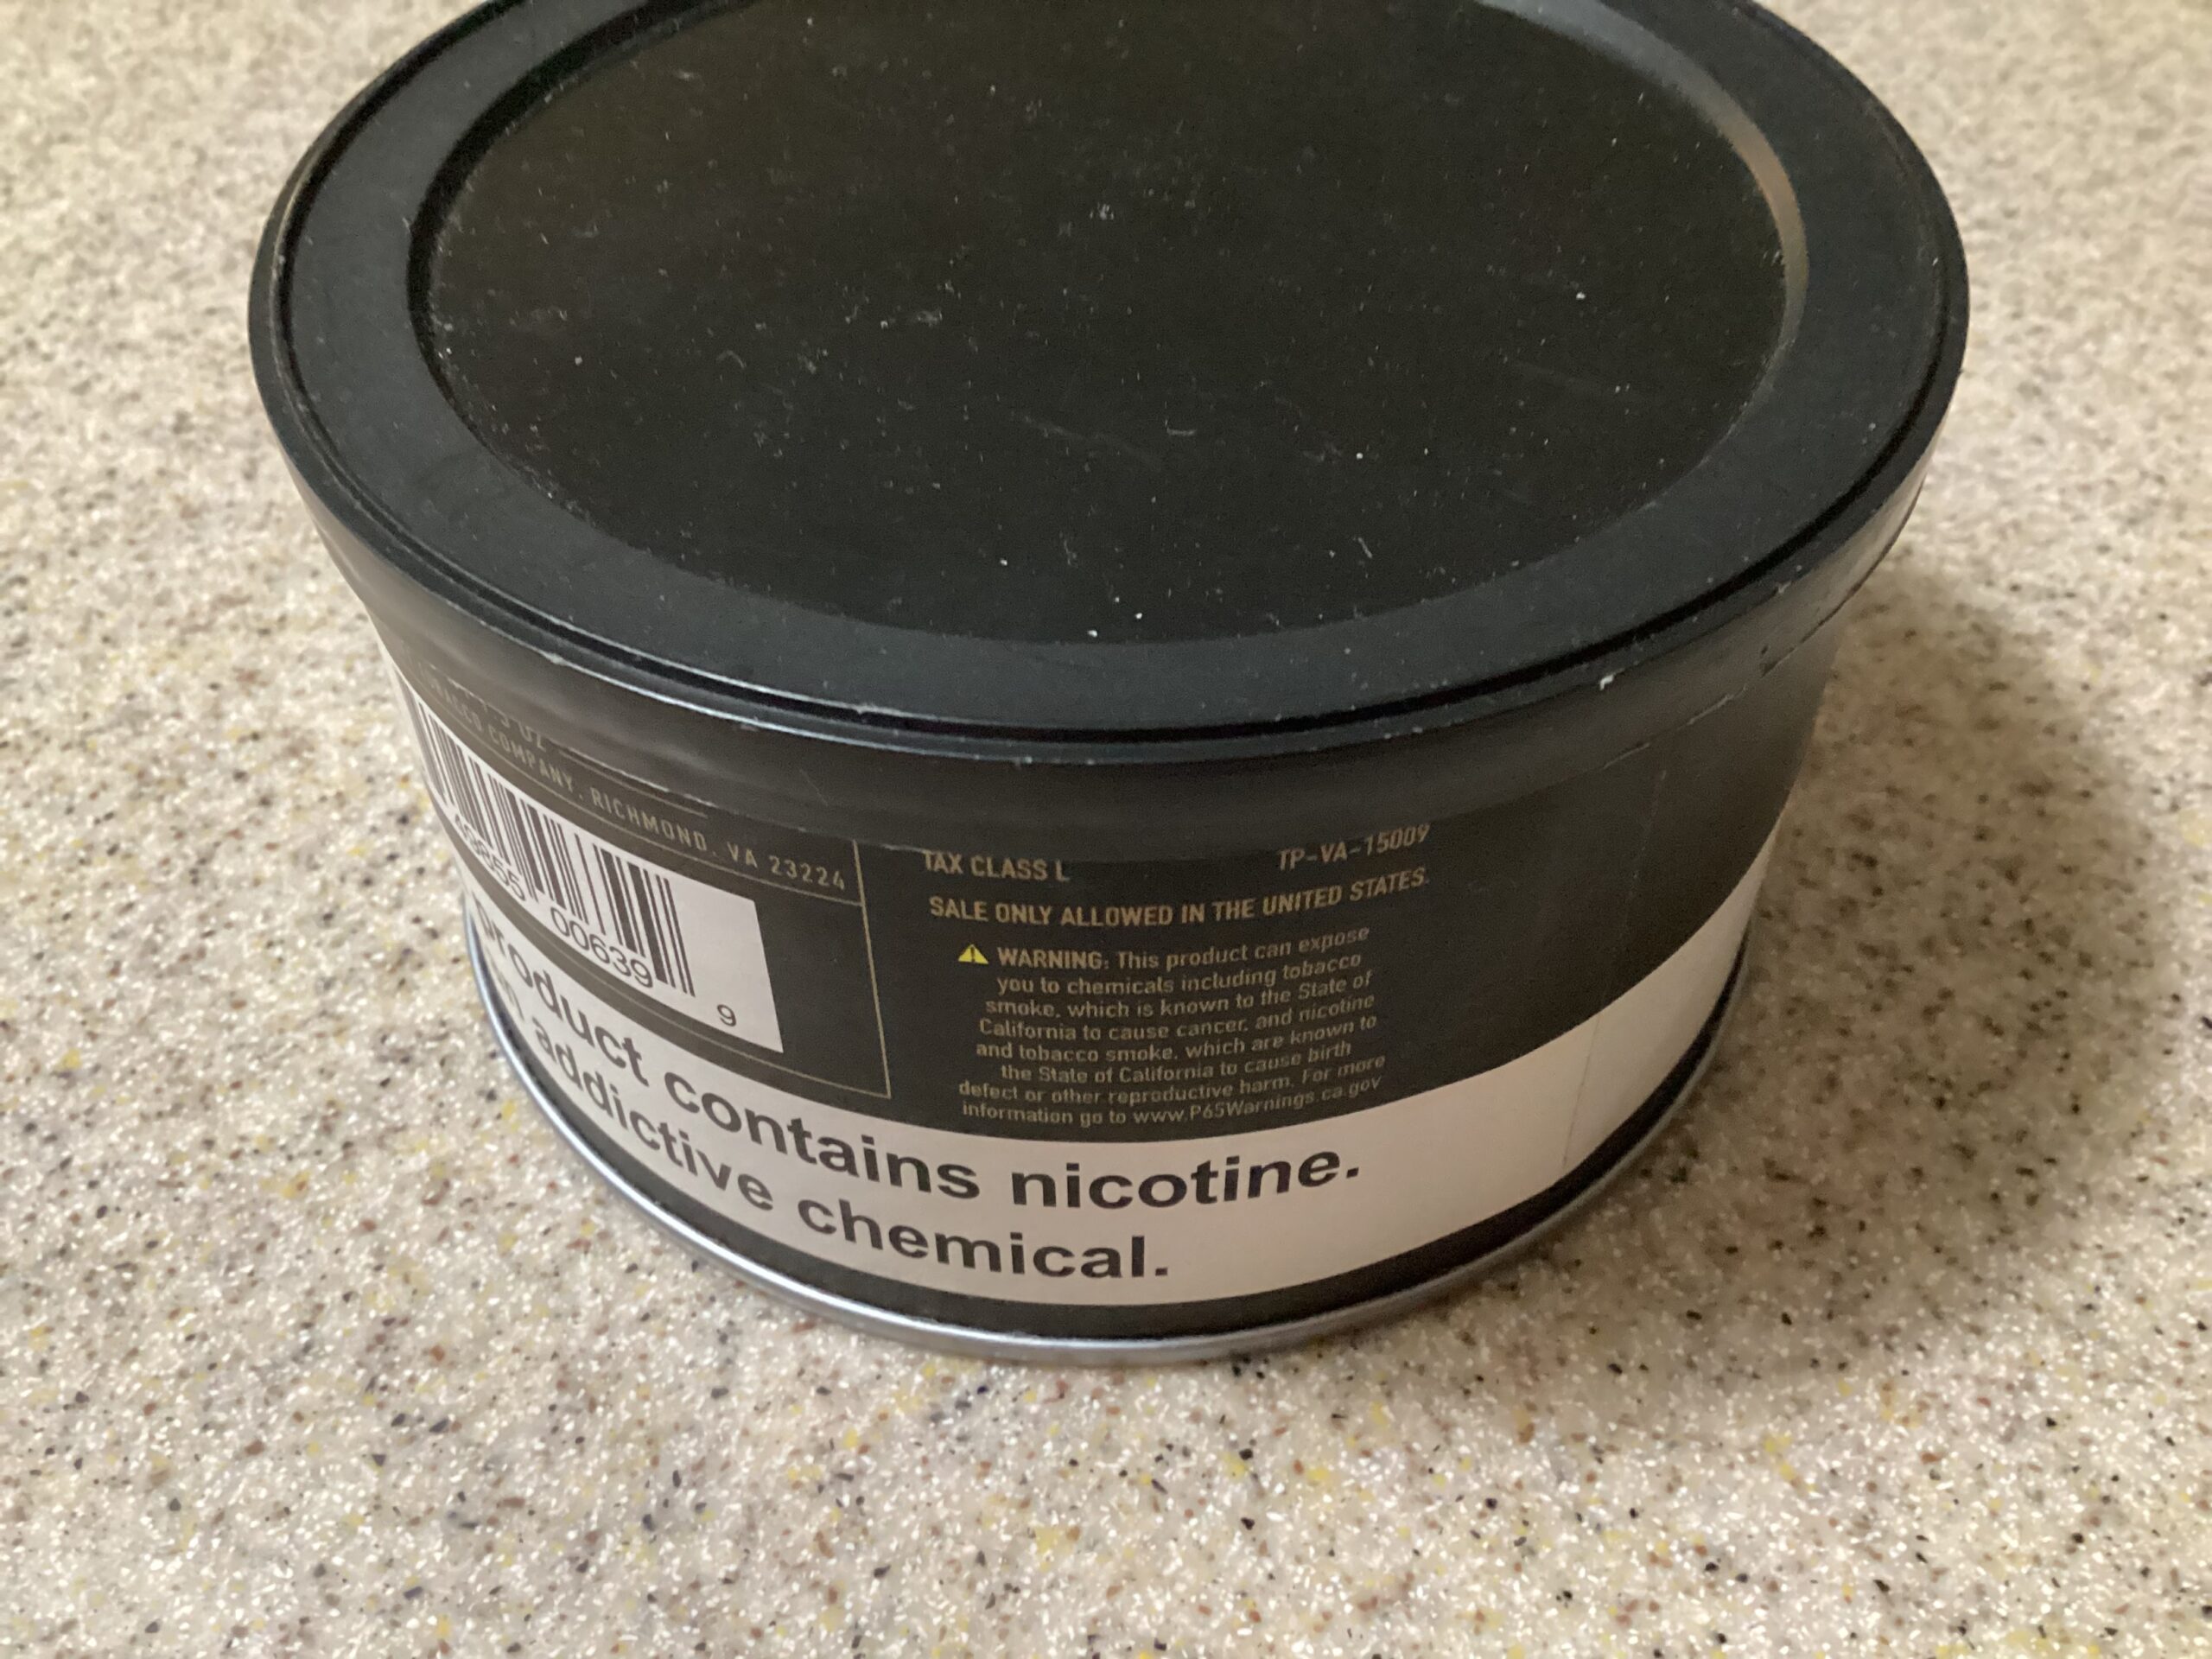 OZ
COMPANY, RICHMOND, VA 23224
00639 9
TAX CLASS L TP-VA-15009
SALE ONLY ALLOWED IN THE UNITED STATES.
WARNING: This product can expose
you to chemicals including tobacco
smoke, which is known to the State of
California to cause cancer, and nicotine
and tobacco smoke, which are known to
the State of California to cause birth
defect or other reproductive harm. For more
information go to www.P65Warnings.ca.gov
product contains nicotine.
addictive chemical.